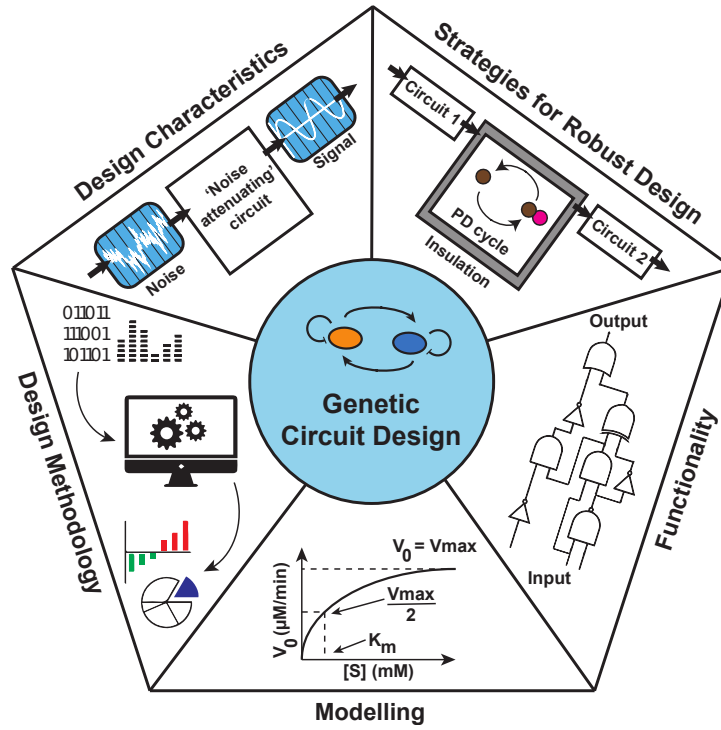 Design Characteristics
Noise
'Noise
attenuating'
circuit
Signal
Strategies for Robust Design
Circuit 1
PD cycle
Insulation
Circuit 2
Genetic
Circuit Design
Design Methodology
011011
111001
101101
Functionality
Output
Input
V0 = Vmax
Vmax
2
Km
V0 (µM/min)
[S] (mM)
Modelling